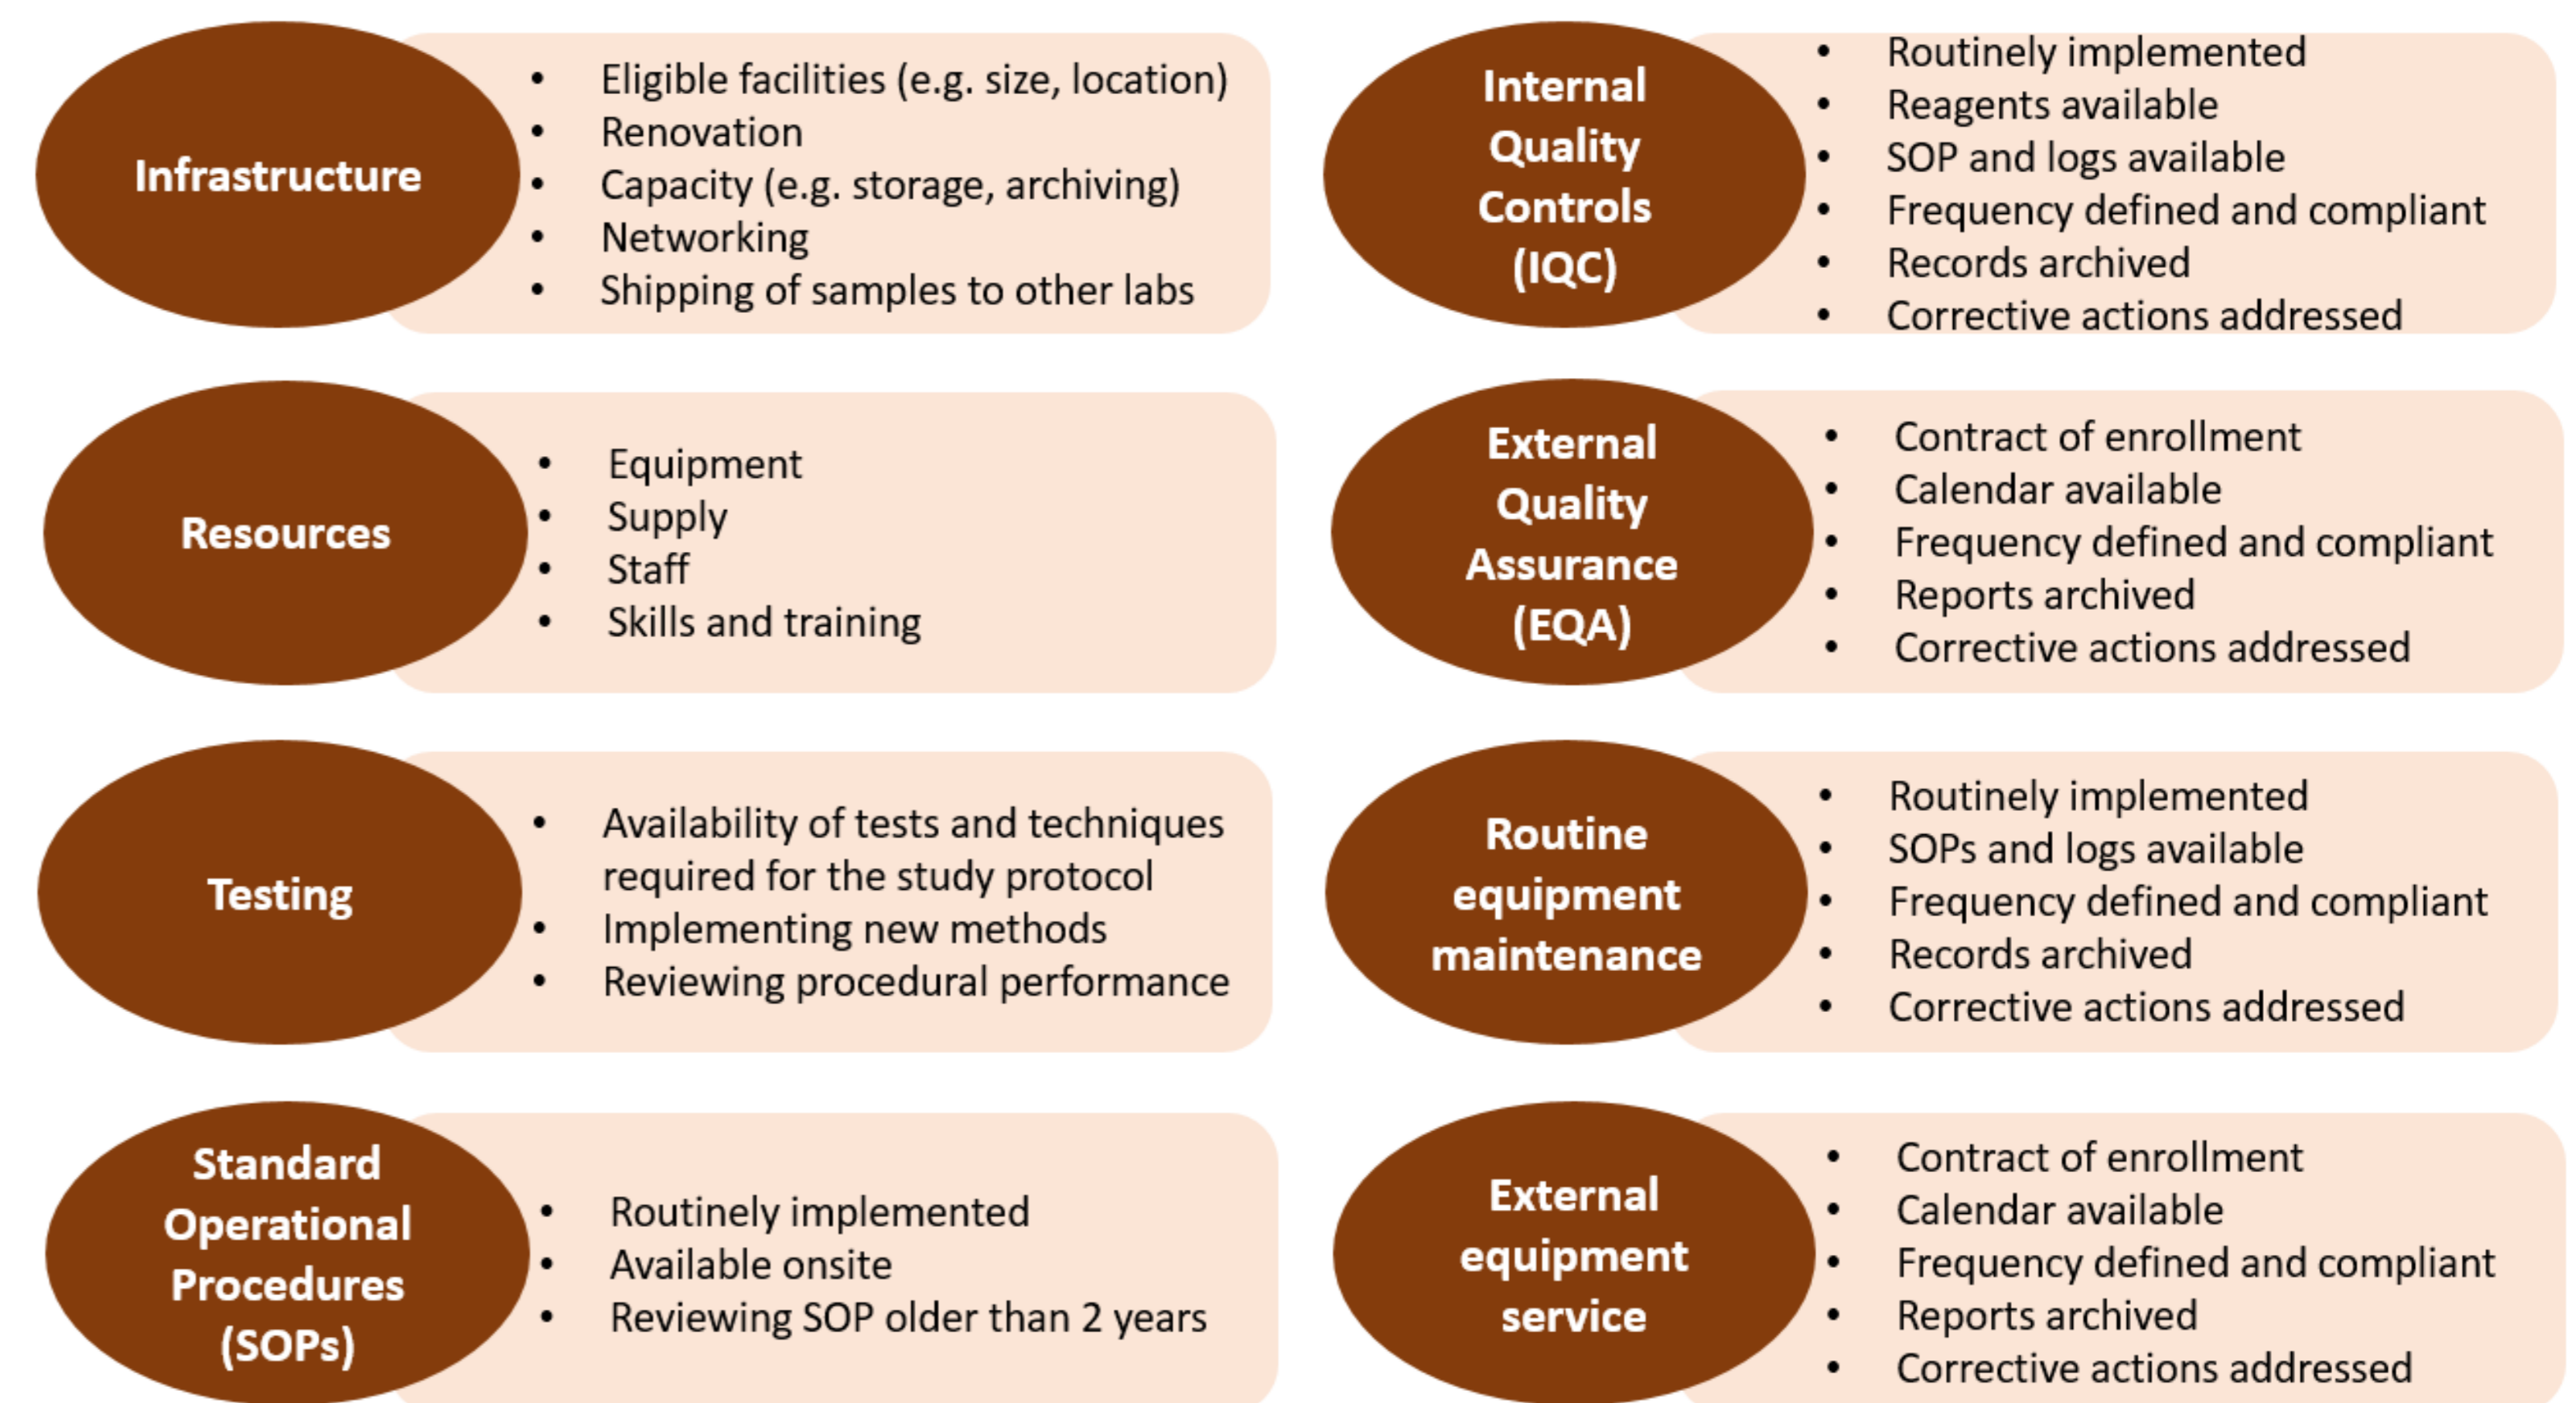 Infrastructure
• Eligible facilities (e.g. size, location)
• Renovation
• Capacity (e.g. storage, archiving)
• Networking
• Shipping of samples to other labs
Resources
• Equipment
• Supply
• Staff
• Skills and training
Testing
• Availability of tests and techniques
required for the study protocol
• Implementing new methods
• Reviewing procedural performance
Standard
Operational
Procedures
(SOPs)
• Routinely implemented
• Available onsite
• Reviewing SOP older than 2 years
Internal
Quality
Controls
(IQC)
• Routinely implemented
• Reagents available
• SOP and logs available
• Frequency defined and compliant
• Records archived
• Corrective actions addressed
External
Quality
Assurance
(EQA)
• Contract of enrollment
• Calendar available
• Frequency defined and compliant
• Reports archived
• Corrective actions addressed
Routine
equipment
maintenance
• Routinely implemented
• SOPs and logs available
• Frequency defined and compliant
• Records archived
• Corrective actions addressed
External
equipment
service
• Contract of enrollment
• Calendar available
• Frequency defined and compliant
• Reports archived
• Corrective actions addressed